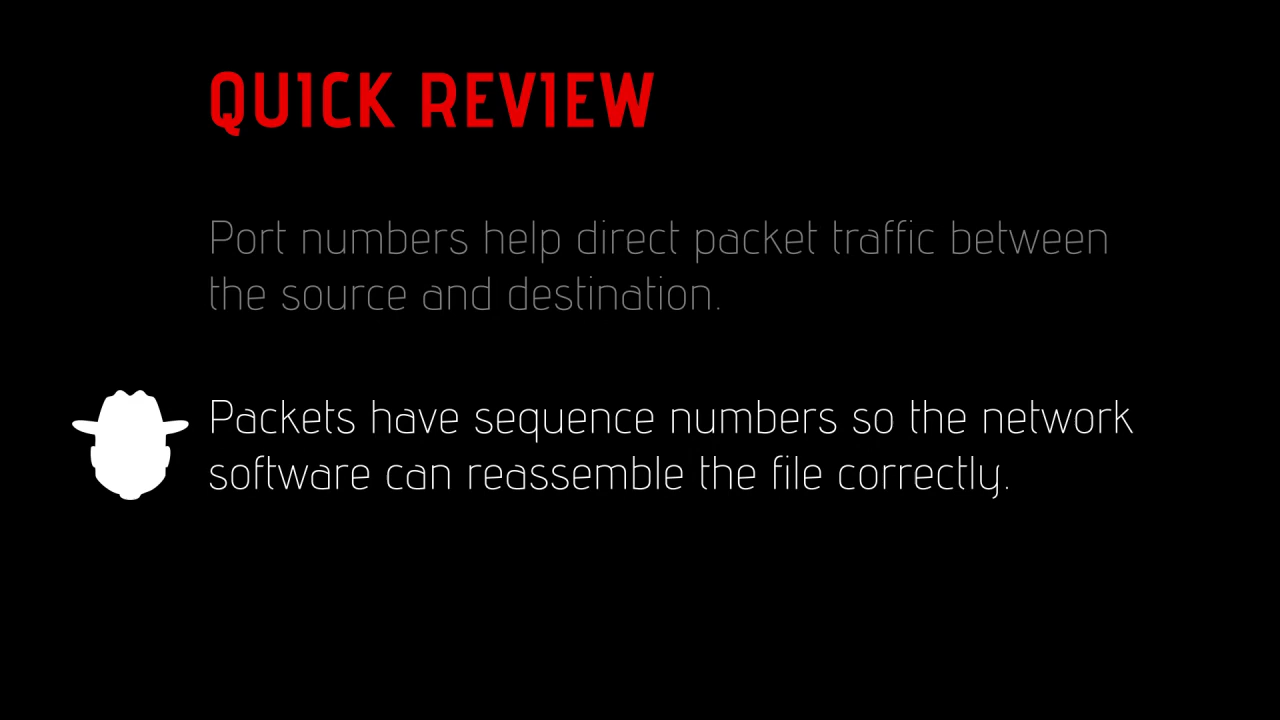 QUICK REVIEW
Port numbers help direct packet traffic between
the source and destination.
Packets have sequence numbers so the network
software can reassemble the file correctly.